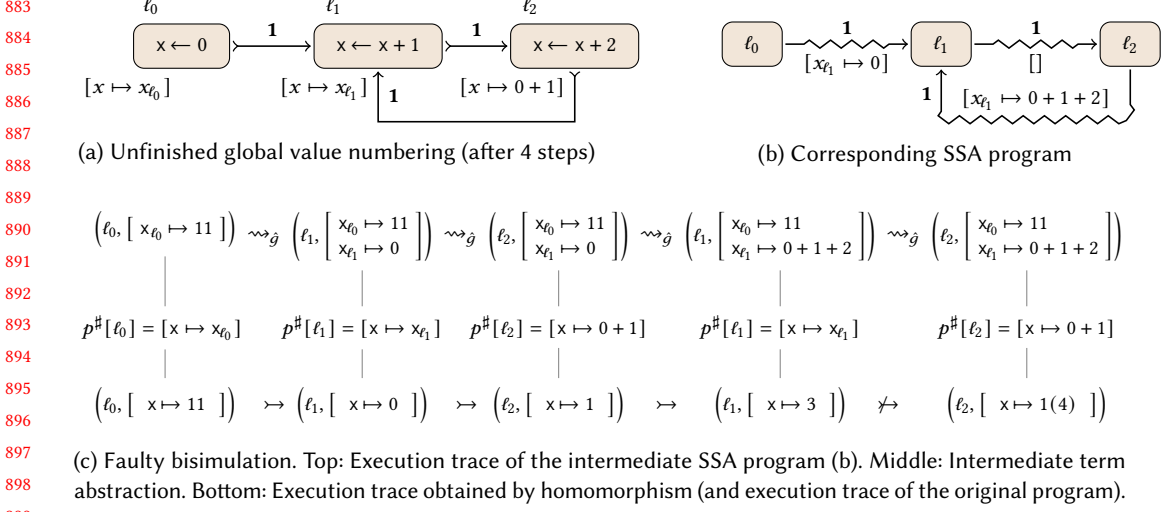 883 ℓ0 ℓ1 ℓ2
884 x ← 0 1 x ← x + 1 1 x ← x + 2 ℓ0 1 ℓ1 1 ℓ2
885 [x ↦ xℓ0] [x ↦ xℓ1] 1 [x ↦ 0 + 1] [xℓ1 ↦ 0] []
886 1 [xℓ1 ↦ 0 + 1 + 2]
887 (a) Unfinished global value numbering (after 4 steps) (b) Corresponding SSA program
888
889
890 (ℓ0, [ xℓ0 ↦ 11 ]) ⇝ĝ (ℓ1, [ xℓ0 ↦ 11 xℓ1 ↦ 0 ]) ⇝ĝ (ℓ2, [ xℓ0 ↦ 11 xℓ1 ↦ 0 ]) ⇝ĝ (ℓ1, [ xℓ0 ↦ 11 xℓ1 ↦ 0 + 1 + 2 ]) ⇝ĝ (ℓ2, [ xℓ0 ↦ 11 xℓ1 ↦ 0 + 1 + 2 ])
891
892
893 p♯[ℓ0] = [x ↦ xℓ0] p♯[ℓ1] = [x ↦ xℓ1] p♯[ℓ2] = [x ↦ 0 + 1] p♯[ℓ1] = [x ↦ xℓ1] p♯[ℓ2] = [x ↦ 0 + 1]
894
895 (ℓ0, [ x ↦ 11 ]) ↣ (ℓ1, [ x ↦ 0 ]) ↣ (ℓ2, [ x ↦ 1 ]) ↣ (ℓ1, [ x ↦ 3 ]) ↣̸ (ℓ2, [ x ↦ 1(4) ])
896
897 (c) Faulty bisimulation. Top: Execution trace of the intermediate SSA program (b). Middle: Intermediate term
898 abstraction. Bottom: Execution trace obtained by homomorphism (and execution trace of the original program).